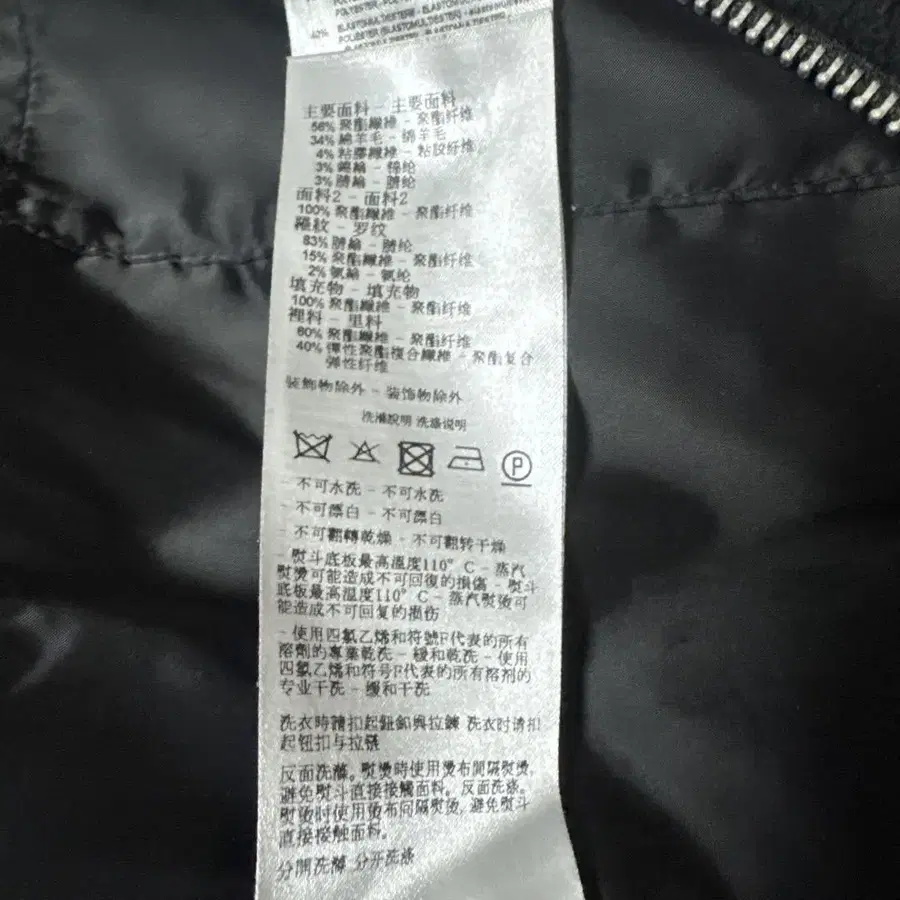 POLYESTER
ELASTOMULTIESTER - ELASTOMULTIESTER
40%
主要面料 - 主要面料
56% 聚酯纖維 - 聚酯纤维
34% 綿羊毛 - 绵羊毛
4% 粘膠纖維 - 粘胶纤维
3% 錦綸 - 锦纶
3% 腈綸 - 腈纶
面料2 - 面料2
100% 聚酯纖維 - 聚酯纤维
羅紋 - 罗纹
83% 腈綸 - 腈纶
15% 聚酯纖維 - 聚酯纤维
2% 氨綸 - 氨纶
填充物 - 填充物
100% 聚酯纖維 - 聚酯纤维
裡料 - 里料
60% 聚酯纖維 - 聚酯纤维
40% 彈性聚酯複合纖維 - 聚酯复合
弹性纤维
裝飾物除外 - 装饰物除外
洗滌說明 洗涤说明
P
- 不可水洗 - 不可水洗
- 不可漂白 - 不可漂白
- 不可翻轉乾燥 - 不可翻转干燥
- 熨斗底板最高溫度110° C - 蒸汽
熨燙可能造成不可回復的損傷 - 熨斗
底板最高温度110° C - 蒸汽熨烫可
能造成不可回复的损伤
- 使用四氯乙烯和符號F代表的所有
溶劑的專業乾洗 - 緩和乾洗 - 使用
四氯乙烯和符号F代表的所有溶剂的
专业干洗 - 缓和干洗
洗衣時請扣起鈕釦與拉鍊 洗衣时请扣
起钮扣与拉链
反面洗滌。熨燙時使用燙布間隔熨燙,
避免熨斗直接接觸面料。反面洗涤。
熨烫时使用烫布间隔熨烫,避免熨斗
直接接触面料。
分開洗滌 分开洗涤